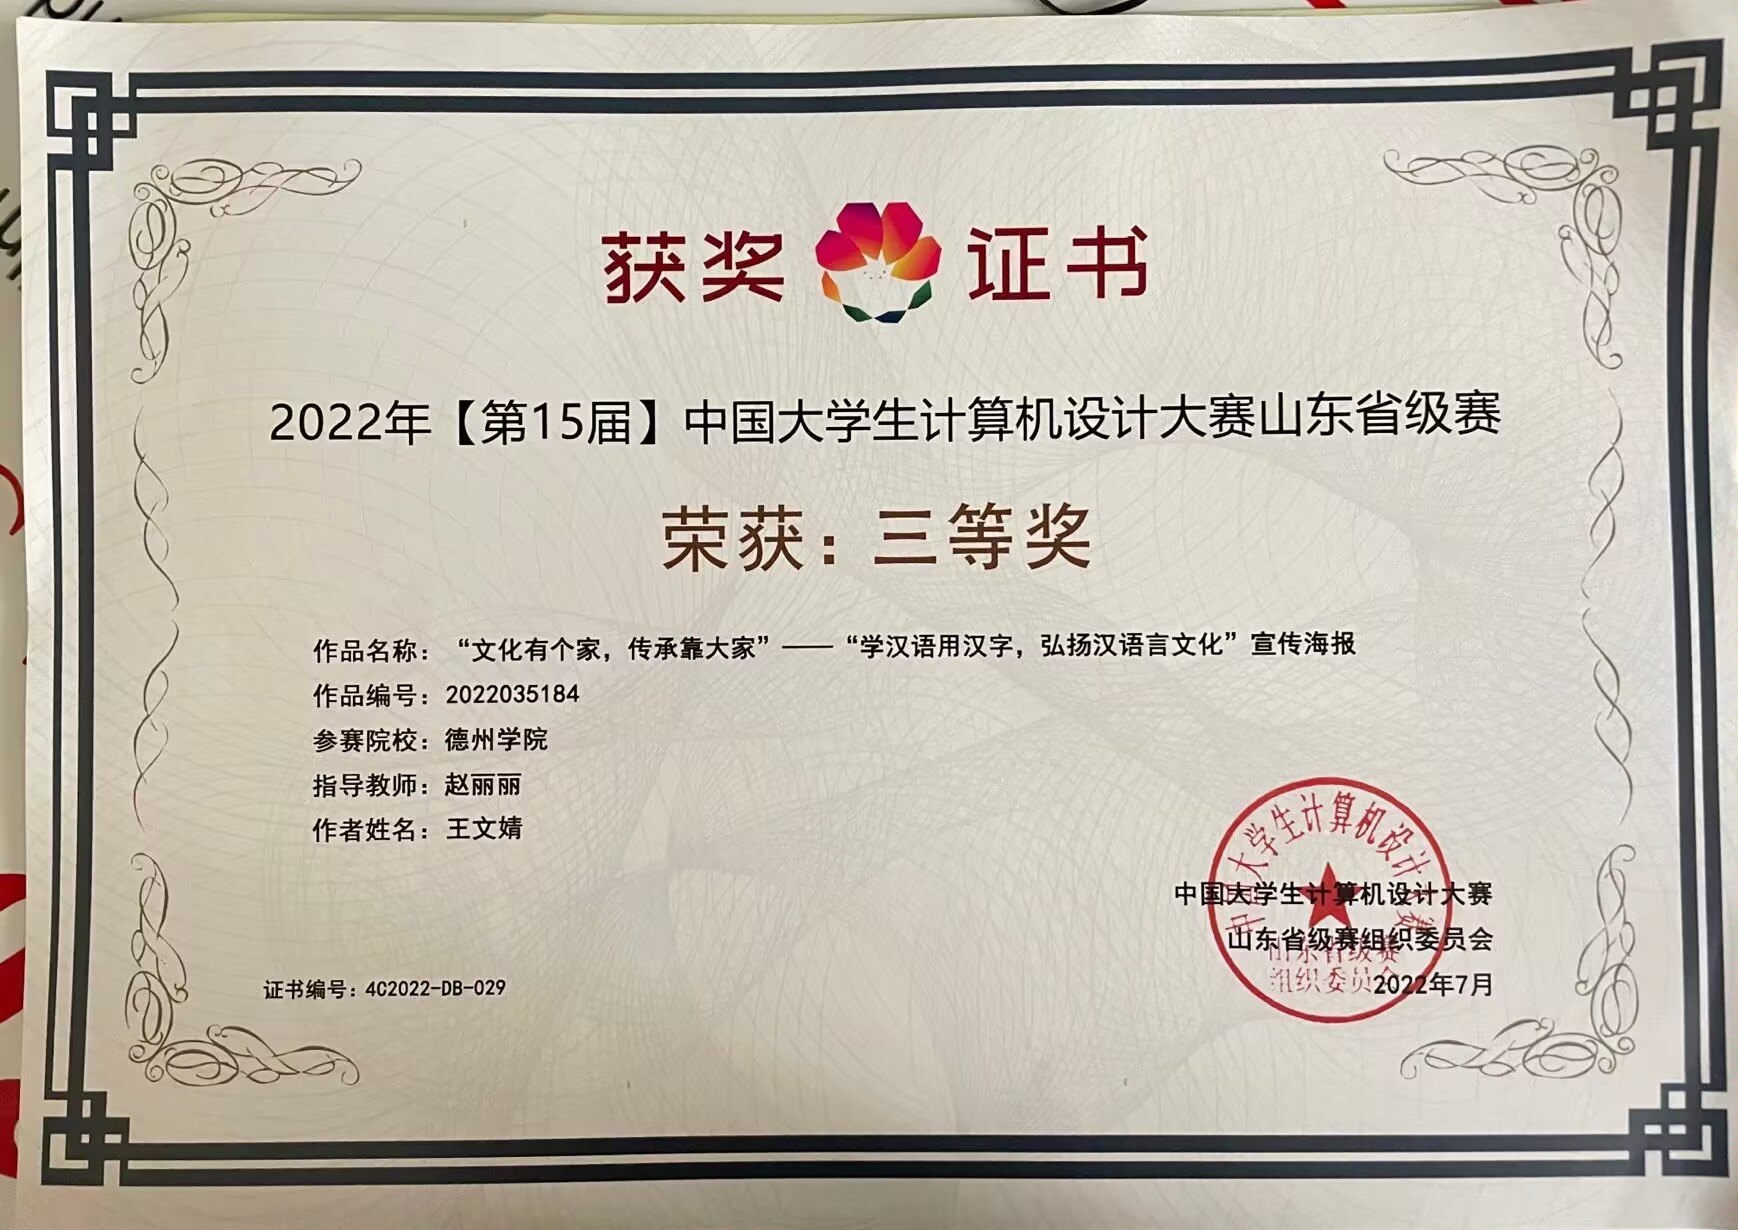 获奖证书
2022年【第15届】中国大学生计算机设计大赛山东省级赛
荣获：三等奖
作品名称：“文化有个家，传承靠大家”——“学汉语用汉字，弘扬汉语言文化”宣传海报
作品编号：2022035184
参赛院校：德州学院
指导教师：赵丽丽
作者姓名：王文婧
中国大学生计算机设计大赛
山东省级赛组织委员会
2022年7月
中国大学生计算机设计大赛
山东省级赛
组织委员会
证书编号：4C2022-DB-029